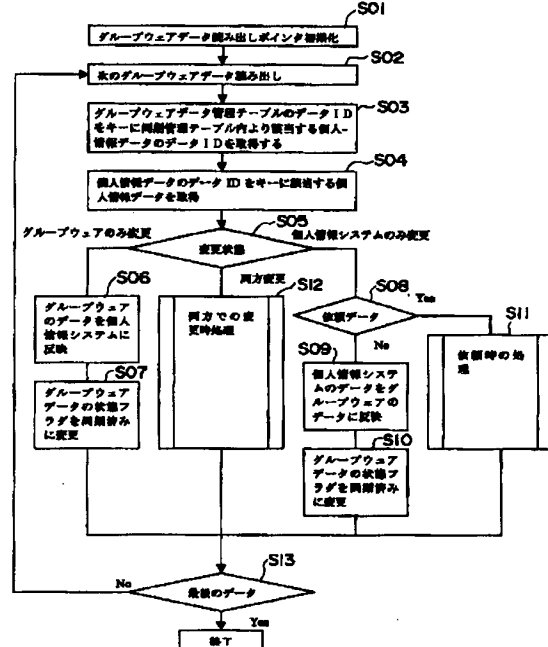 S01
グループウェアデータ読み出しポインタ初期化
S02
次のグループウェアデータ読み出し
S03
グループウェアデータ管理テーブルのデータID
をキーに同期管理テーブル内より該当する個人
情報データのデータIDを取得する
S04
個人情報データのデータIDをキーに該当する個
人情報データを取得
S05
変更状態
グループウェアのみ変更
個人情報システムのみ変更
両方変更
S06
グループウェア
のデータを個人
情報システムに
反映
S07
グループウェア
データの状態フ
ラグを同期済み
に変更
S12
両方での変
更時処理
S08
依頼データ
Yes
No
S09
個人情報システ
ムのデータをグ
ループウェアの
データに反映
S10
グループウェア
データの状態フ
ラグを同期済み
に変更
S11
依頼時の処
理
S13
最後のデータ
No
Yes
終了